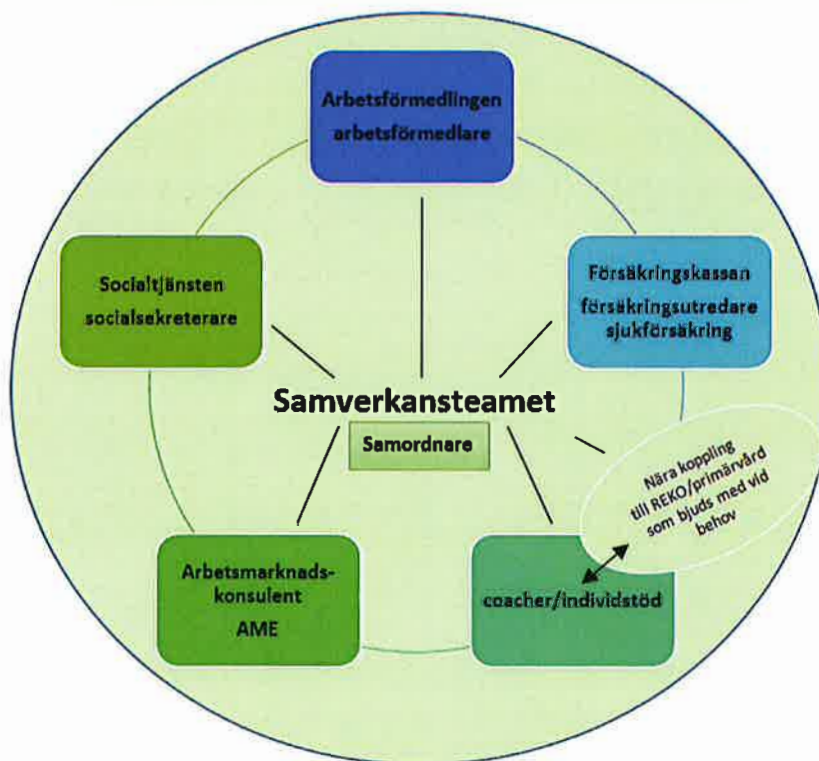 Arbetsförmedlingen
arbetsförmedlare
Socialtjänsten
socialsekreterare
Försäkringskassan
försäkringsutredare
sjukförsäkring
Samverkansteamet
Samordnare
Nära koppling
till REKO/primärvård
som bjuds med vid
behov
Arbetsmarknads-
konsulent
AME
coacher/individstöd